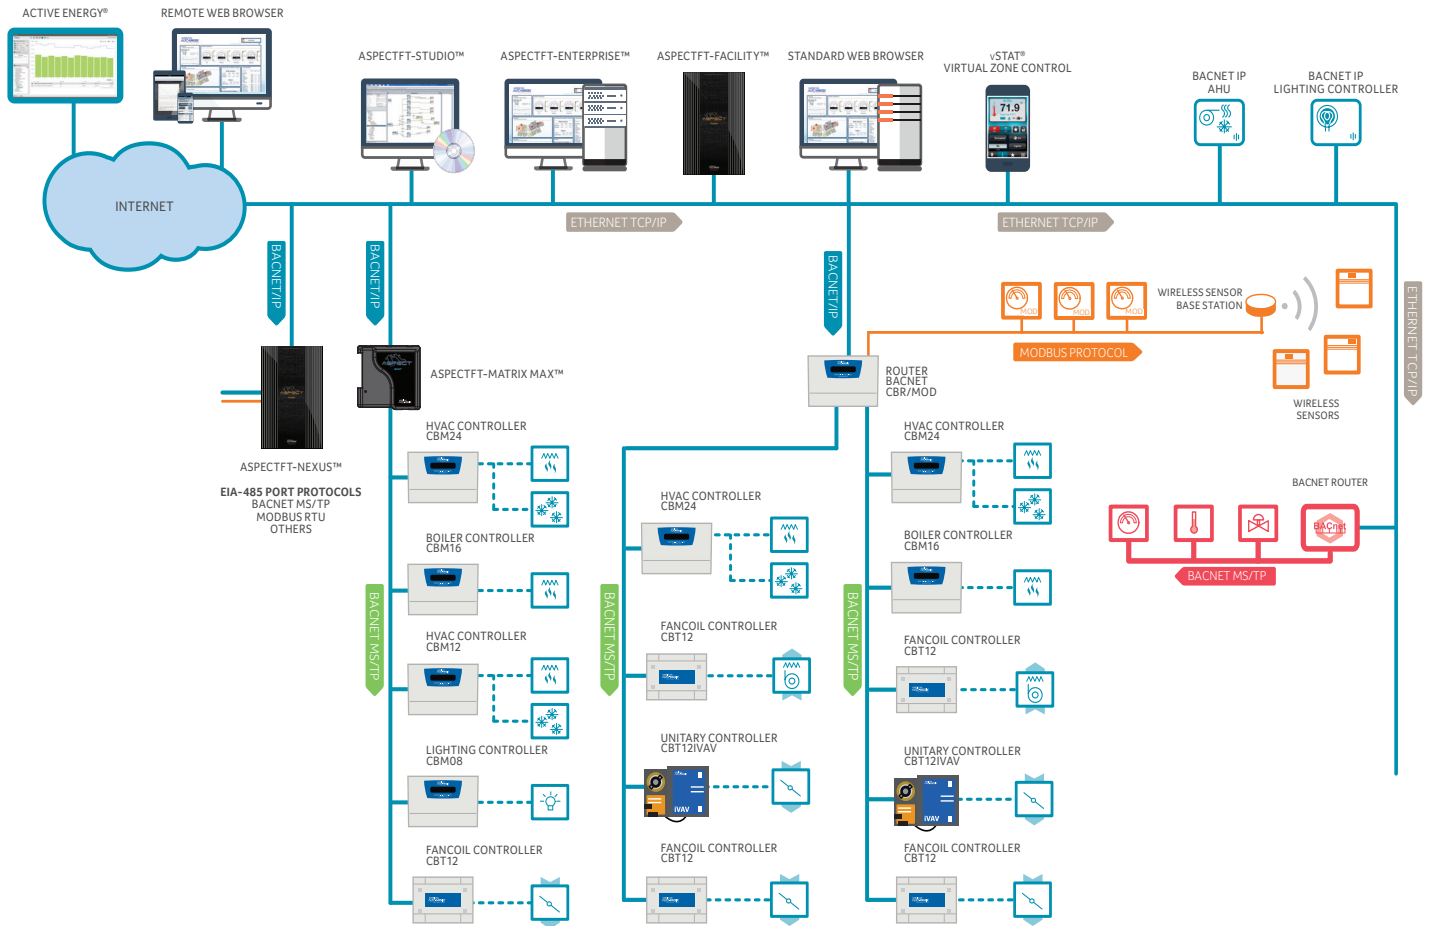 ACTIVE ENERGY®
REMOTE WEB BROWSER
ASPECTFT-STUDIO™
ASPECTFT-ENTERPRISE™
ASPECTFT-FACILITY™
STANDARD WEB BROWSER
vSTAT®
VIRTUAL ZONE CONTROL
71.9
BACNET IP
AHU
BACNET IP
LIGHTING CONTROLLER
INTERNET
ETHERNET TCP/IP
ETHERNET TCP/IP
BACNET/IP
BACNET/IP
BACNET/IP
ETHERNET TCP/IP
MOD
MOD
MOD
WIRELESS SENSOR
BASE STATION
MODBUS PROTOCOL
WIRELESS
SENSORS
ASPECT
ASPECTFT-MATRIX MAX™
ROUTER
BACNET
CBR/MOD
ASPECTFT-NEXUS™
EIA-485 PORT PROTOCOLS
BACNET MS/TP
MODBUS RTU
OTHERS
HVAC CONTROLLER
CBM24
BOILER CONTROLLER
CBM16
HVAC CONTROLLER
CBM12
LIGHTING CONTROLLER
CBM08
FANCOIL CONTROLLER
CBT12
BACNET MS/TP
HVAC CONTROLLER
CBM24
FANCOIL CONTROLLER
CBT12
UNITARY CONTROLLER
CBT12IVAV
iVAV
FANCOIL CONTROLLER
CBT12
BACNET MS/TP
HVAC CONTROLLER
CBM24
BOILER CONTROLLER
CBM16
FANCOIL CONTROLLER
CBT12
UNITARY CONTROLLER
CBT12IVAV
iVAV
FANCOIL CONTROLLER
CBT12
BACNET MS/TP
BACNET ROUTER
BACnet
BACNET MS/TP